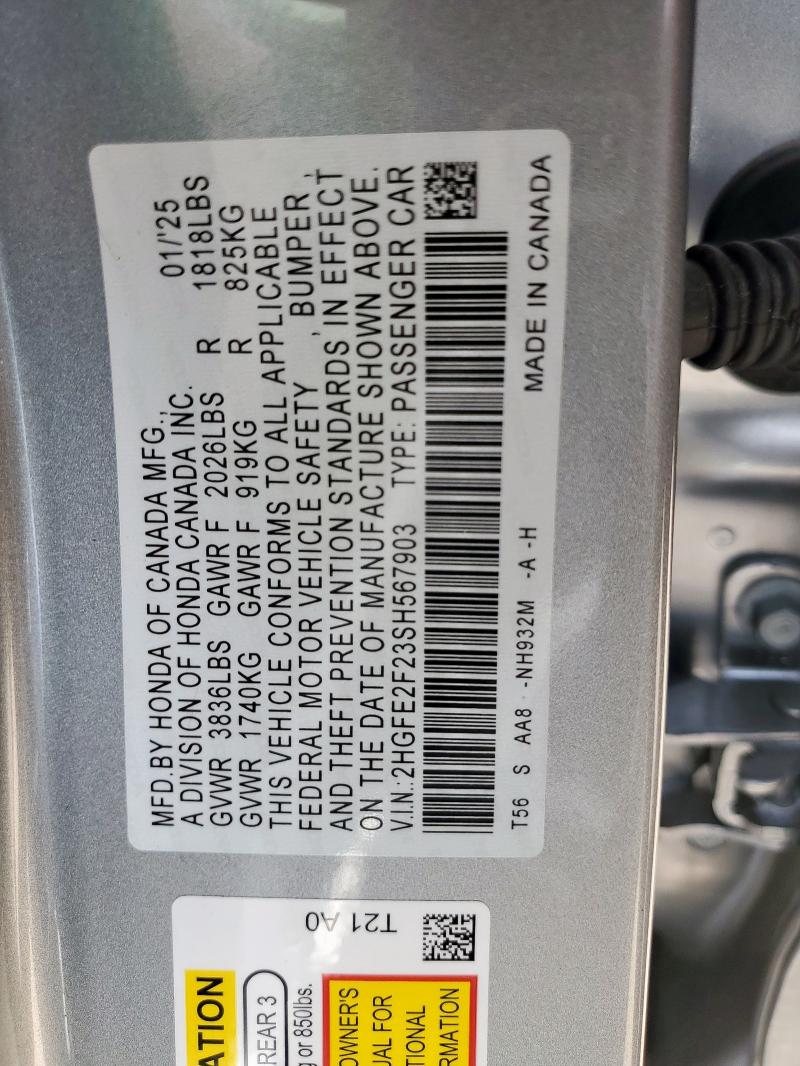 MFD.BY HONDA OF CANADA MFG., 01/'25
A DIVISION OF HONDA CANADA INC.
GVWR 3836LBS GAWR F 2026LBS R 1818LBS
GVWR 1740KG GAWR F 919KG R 825KG
THIS VEHICLE CONFORMS TO ALL APPLICABLE
FEDERAL MOTOR VEHICLE SAFETY , BUMPER,
AND THEFT PREVENTION STANDARDS IN EFFECT
ON THE DATE OF MANUFACTURE SHOWN ABOVE.
V.I.N.:2HGFE2F23SH567903 TYPE: PASSENGER CAR
T56 S AA8 -NH932M -A -H
MADE IN CANADA
T21 A0
ATION
REAR 3
g or 850lbs.
OWNER'S
UAL FOR
TIONAL
RMATION